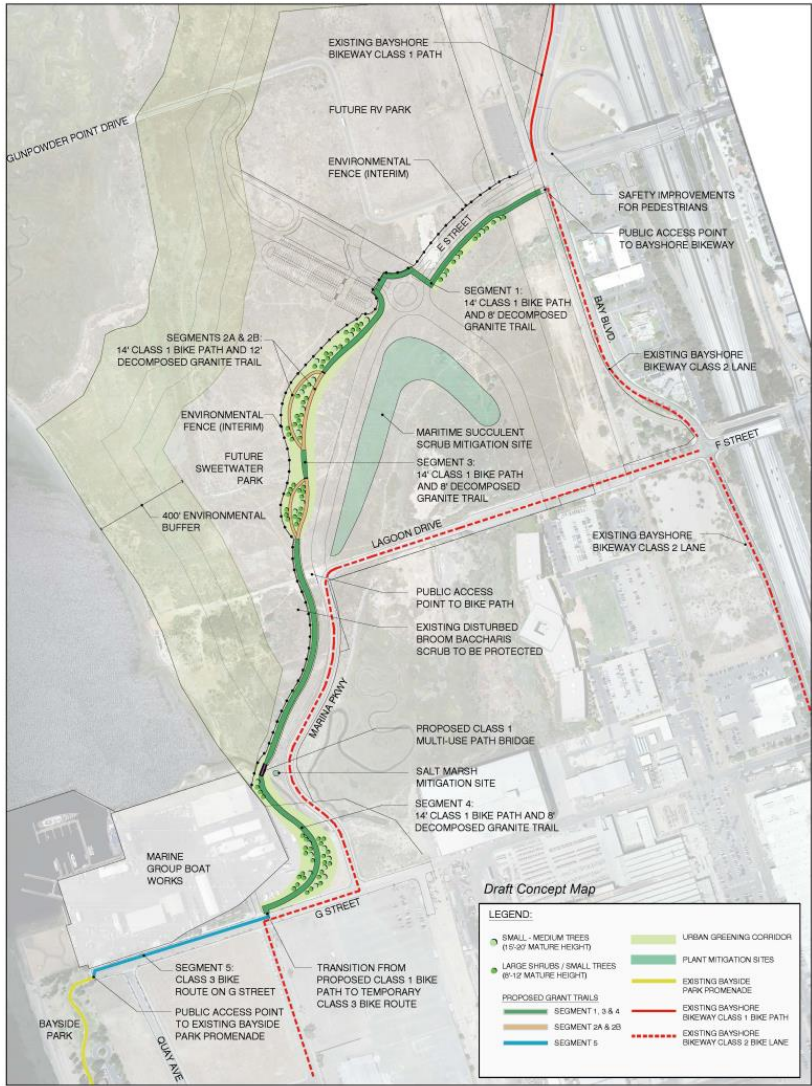 EXISTING BAYSHORE
BIKEWAY CLASS 1 PATH
FUTURE RV PARK
GUNPOWDER POINT DRIVE
ENVIRONMENTAL
FENCE (INTERIM)
E STREET
SAFETY IMPROVEMENTS
FOR PEDESTRIANS
PUBLIC ACCESS POINT
TO BAYSHORE BIKEWAY
SEGMENT 1:
14' CLASS 1 BIKE PATH
AND 8' DECOMPOSED
GRANITE TRAIL
BAY BLVD.
SEGMENTS 2A & 2B:
14' CLASS 1 BIKE PATH AND 12'
DECOMPOSED GRANITE TRAIL
EXISTING BAYSHORE
BIKEWAY CLASS 2 LANE
ENVIRONMENTAL
FENCE (INTERIM)
MARITIME SUCCULENT
SCRUB MITIGATION SITE
F STREET
FUTURE
SWEETWATER
PARK
SEGMENT 3:
14' CLASS 1 BIKE PATH
AND 8' DECOMPOSED
GRANITE TRAIL
400' ENVIRONMENTAL
BUFFER
LAGOON DRIVE
EXISTING BAYSHORE
BIKEWAY CLASS 2 LANE
PUBLIC ACCESS
POINT TO BIKE PATH
EXISTING DISTURBED
BROOM BACCHARIS
SCRUB TO BE PROTECTED
MARINA PKWY
PROPOSED CLASS 1
MULTI-USE PATH BRIDGE
SALT MARSH
MITIGATION SITE
SEGMENT 4:
14' CLASS 1 BIKE PATH AND 8'
DECOMPOSED GRANITE TRAIL
MARINE
GROUP BOAT
WORKS
G STREET
SEGMENT 5:
CLASS 3 BIKE
ROUTE ON G STREET
TRANSITION FROM
PROPOSED CLASS 1 BIKE
PATH TO TEMPORARY
CLASS 3 BIKE ROUTE
PUBLIC ACCESS POINT
TO EXISTING BAYSIDE
PARK PROMENADE
BAYSIDE
PARK
QUAY AVE
Draft Concept Map
LEGEND:
SMALL - MEDIUM TREES
(15'-20' MATURE HEIGHT)
LARGE SHRUBS / SMALL TREES
(8'-12' MATURE HEIGHT)
PROPOSED GRANT TRAILS
SEGMENT 1, 3 & 4
SEGMENT 2A & 2B
SEGMENT 5
URBAN GREENING CORRIDOR
PLANT MITIGATION SITES
EXISTING BAYSIDE
PARK PROMENADE
EXISTING BAYSHORE
BIKEWAY CLASS 1 BIKE PATH
EXISTING BAYSHORE
BIKEWAY CLASS 2 BIKE LANE